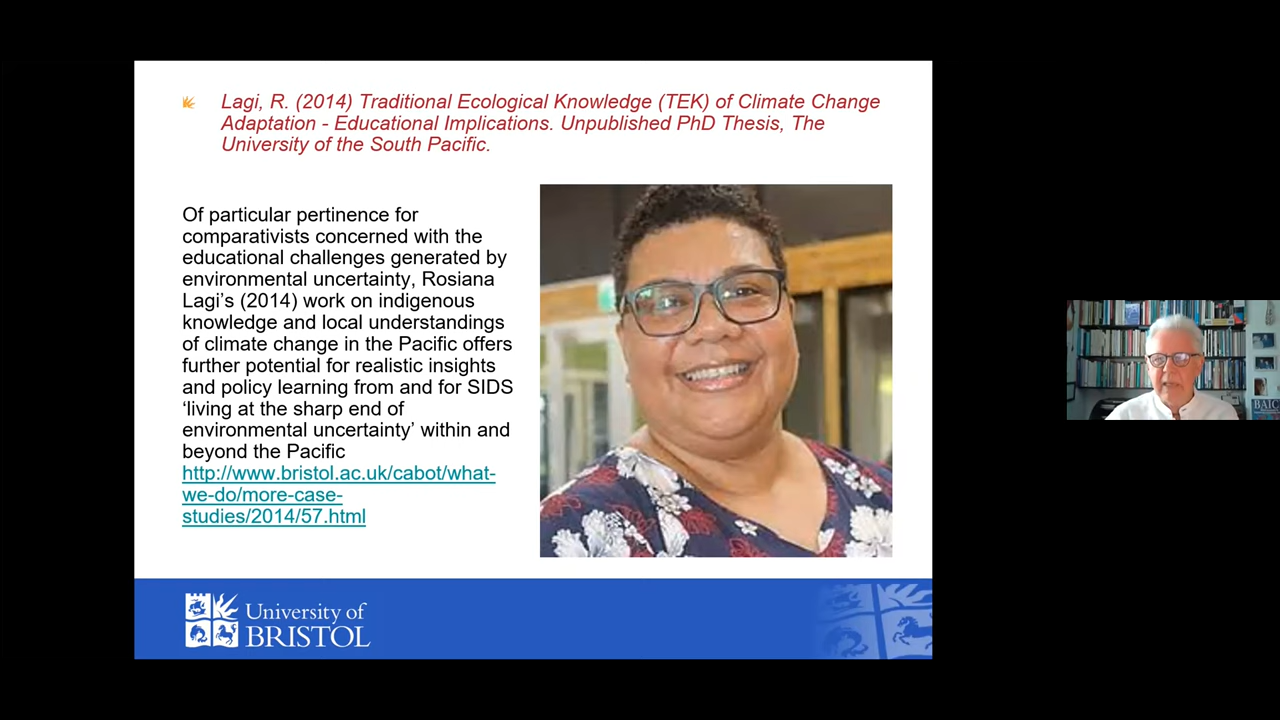 Lagi, R. (2014) Traditional Ecological Knowledge (TEK) of Climate Change
Adaptation - Educational Implications. Unpublished PhD Thesis, The
University of the South Pacific.
Of particular pertinence for
comparativists concerned with the
educational challenges generated by
environmental uncertainty, Rosiana
Lagi's (2014) work on indigenous
knowledge and local understandings
of climate change in the Pacific offers
further potential for realistic insights
and policy learning from and for SIDS
‘living at the sharp end of
environmental uncertainty’ within and
beyond the Pacific
http://www.bristol.ac.uk/cabot/what-
we-do/more-case-
studies/2014/57.html
University of
BRISTOL
BAIC